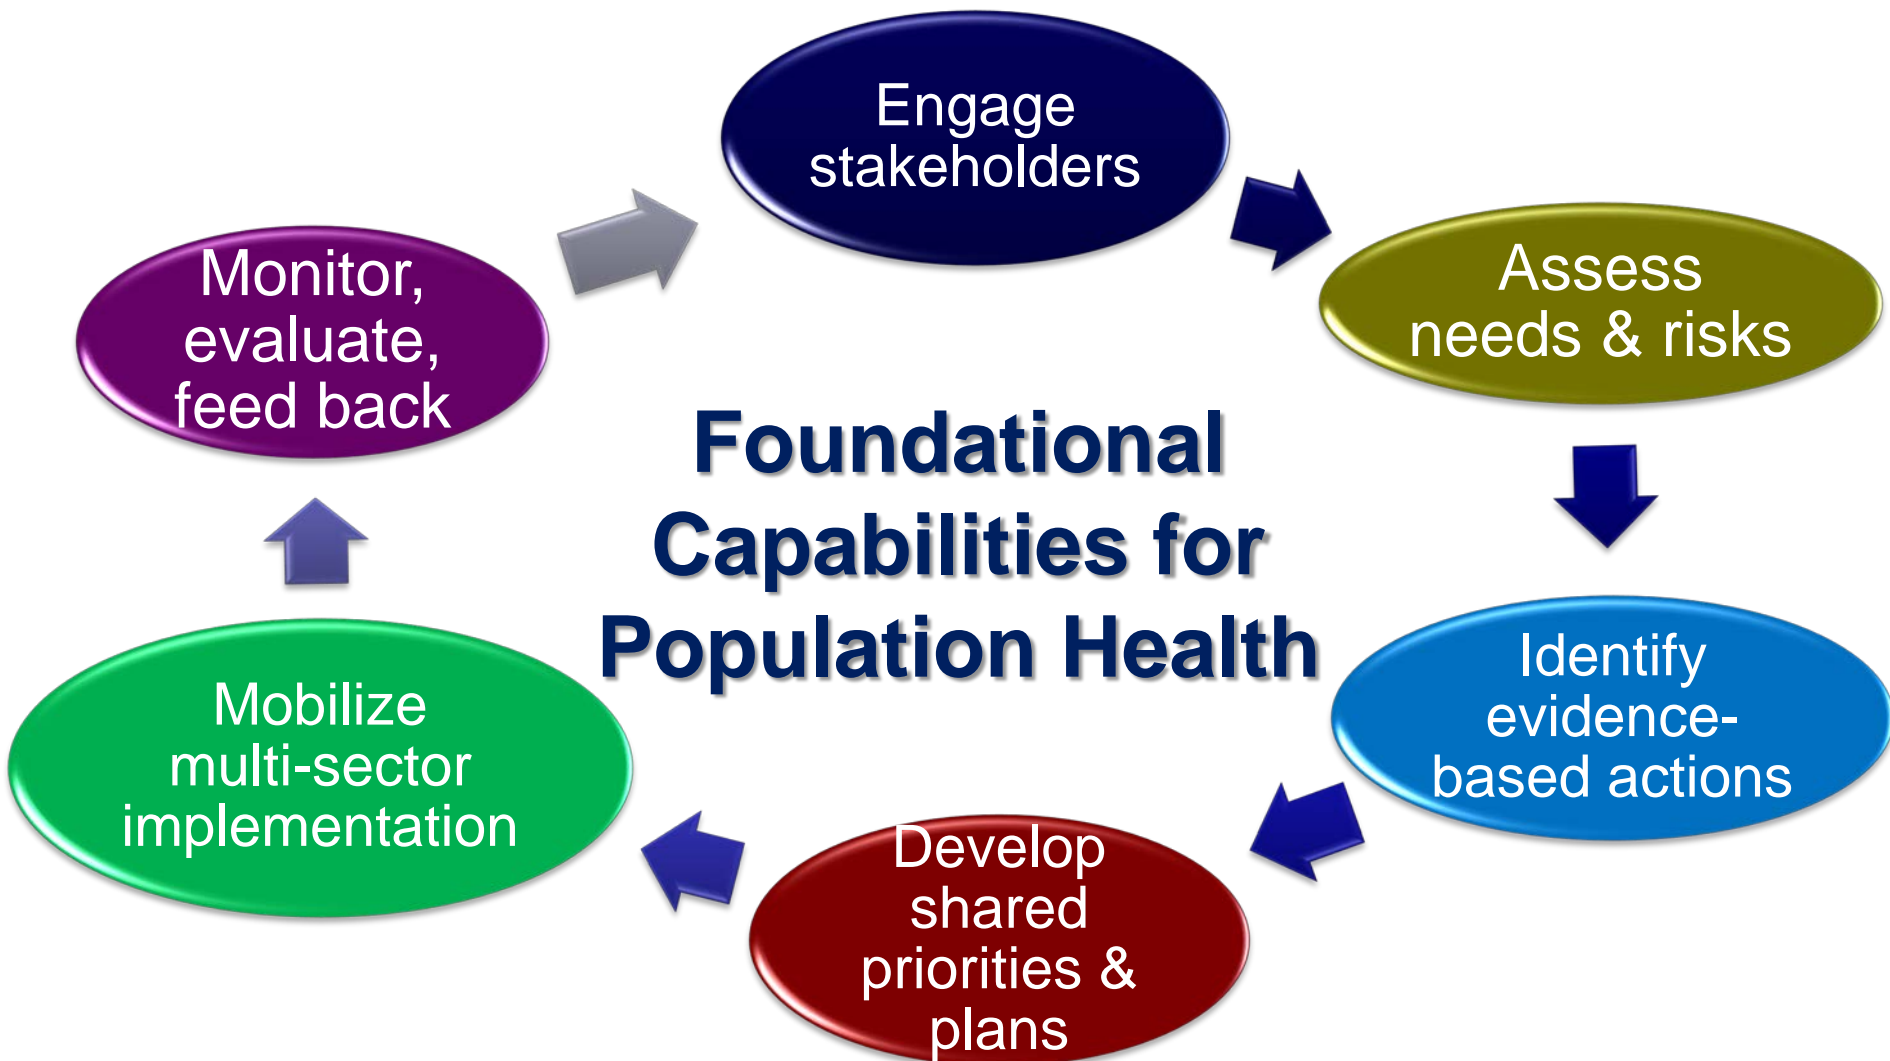 Engage
stakeholders
Assess
needs & risks
Identify
evidence-
based actions
Develop
shared
priorities &
plans
Mobilize
multi-sector
implementation
Monitor,
evaluate,
feed back
Foundational
Capabilities for
Population Health